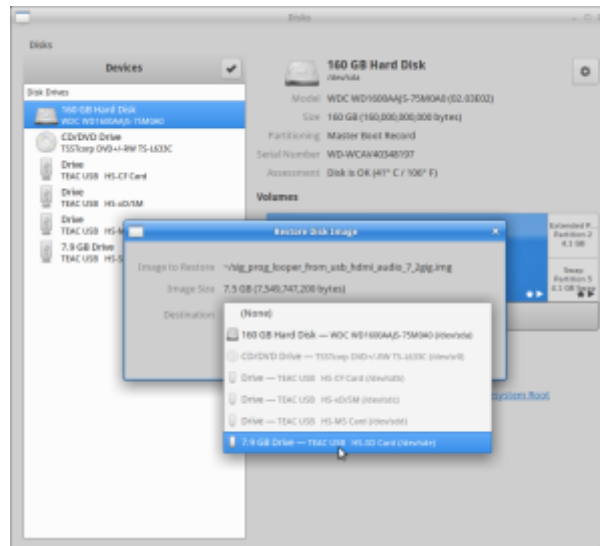 Disks
Disks
Devices
Disk Drives
160 GB Hard Disk
WDC WD1600AAJS-75M0A0
CD/DVD Drive
TSSTcorp DVD+/-RW TS-L633C
Drive
TEAC USB HS-CF Card
Drive
TEAC USB HS-xD/SM
Drive
TEAC USB HS-M
7.9 GB Drive
TEAC USB HS-S
160 GB Hard Disk
/dev/sda
Model WDC WD1600AAJS-75M0A0 (02.03E02)
Size 160 GB (160,000,000,000 bytes)
Partitioning Master Boot Record
Serial Number WD-WCAV40348197
Assessment Disk is OK (41° C / 106° F)
Volumes
Extended P...
Partition 2
4.1 GB
Swap
Partition 5
4.1 GB Swap
ystem Root
Restore Disk Image
Image to Restore ~/sig_prog_looper_from_usb_hdmi_audio_7_2gig.img
Image Size 7.5 GB (7,549,747,200 bytes)
Destination
(None)
160 GB Hard Disk — WDC WD1600AAJS-75M0A0 (/dev/sda)
CD/DVD Drive — TSSTcorp DVD+/-RW TS-L633C (/dev/sr0)
Drive — TEAC USB HS-CF Card (/dev/sdb)
Drive — TEAC USB HS-xD/SM (/dev/sdc)
Drive — TEAC USB HS-MS Card (/dev/sdd)
7.9 GB Drive — TEAC USB HS-SD Card (/dev/sde)